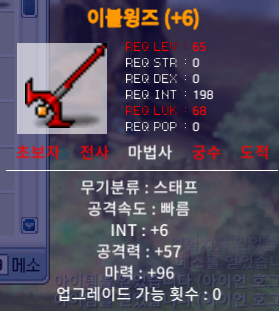 이블윙즈 (+6)
REQ LEV : 65
REQ STR : 0
REQ DEX : 0
REQ INT : 198
REQ LUK : 68
REQ POP : 0
초보자 전사 마법사 궁수 도적
무기분류 : 스태프
공격속도 : 빠름
INT : +6
공격력 : +57
마력 : +96
업그레이드 가능 횟수 : 0
메소